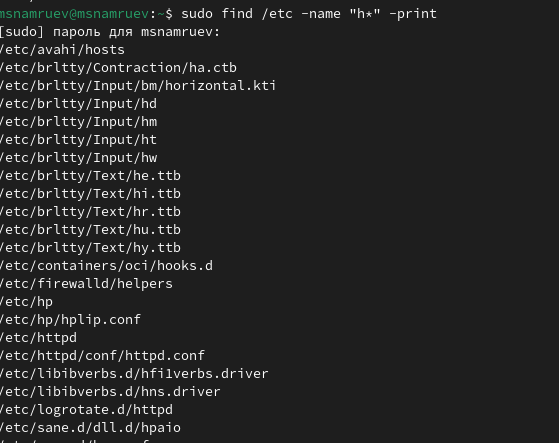 msnamruev@msnamruev:~$ sudo find /etc -name "h*" -print
[sudo] пароль для msnamruev:
/etc/avahi/hosts
/etc/brltty/Contraction/ha.ctb
/etc/brltty/Input/bm/horizontal.kti
/etc/brltty/Input/hd
/etc/brltty/Input/hm
/etc/brltty/Input/ht
/etc/brltty/Input/hw
/etc/brltty/Text/he.ttb
/etc/brltty/Text/hi.ttb
/etc/brltty/Text/hr.ttb
/etc/brltty/Text/hu.ttb
/etc/brltty/Text/hy.ttb
/etc/containers/oci/hooks.d
/etc/firewalld/helpers
/etc/hp
/etc/hp/hplip.conf
/etc/httpd
/etc/httpd/conf/httpd.conf
/etc/libibverbs.d/hfi1verbs.driver
/etc/libibverbs.d/hns.driver
/etc/logrotate.d/httpd
/etc/sane.d/dll.d/hpaio